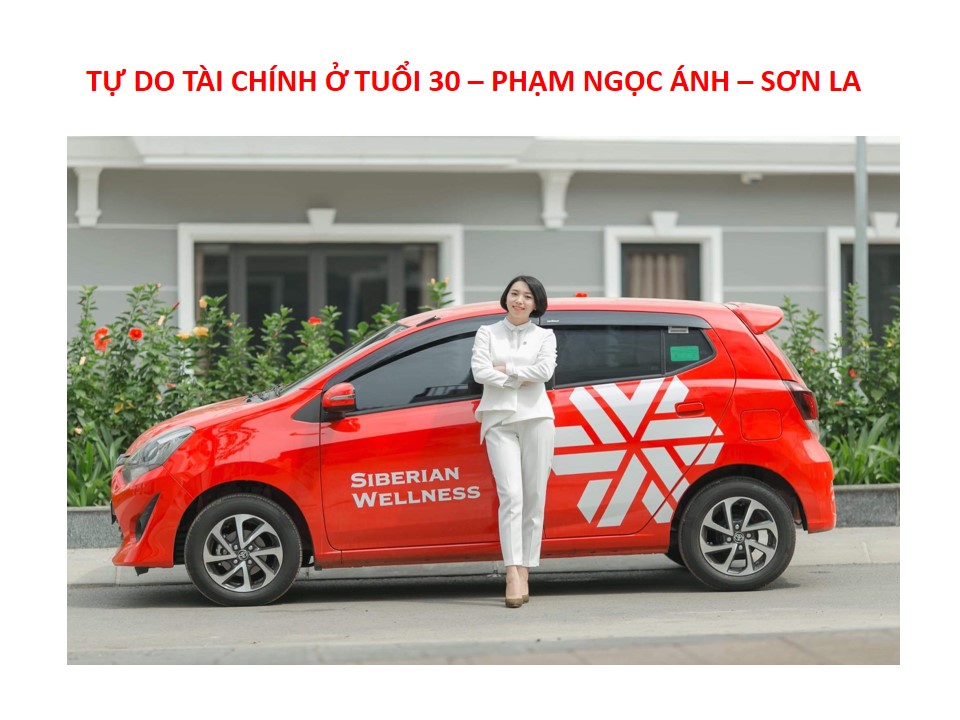 TỰ DO TÀI CHÍNH Ở TUỔI 30 – PHẠM NGỌC ÁNH – SƠN LA
SIBERIAN
WELLNESS